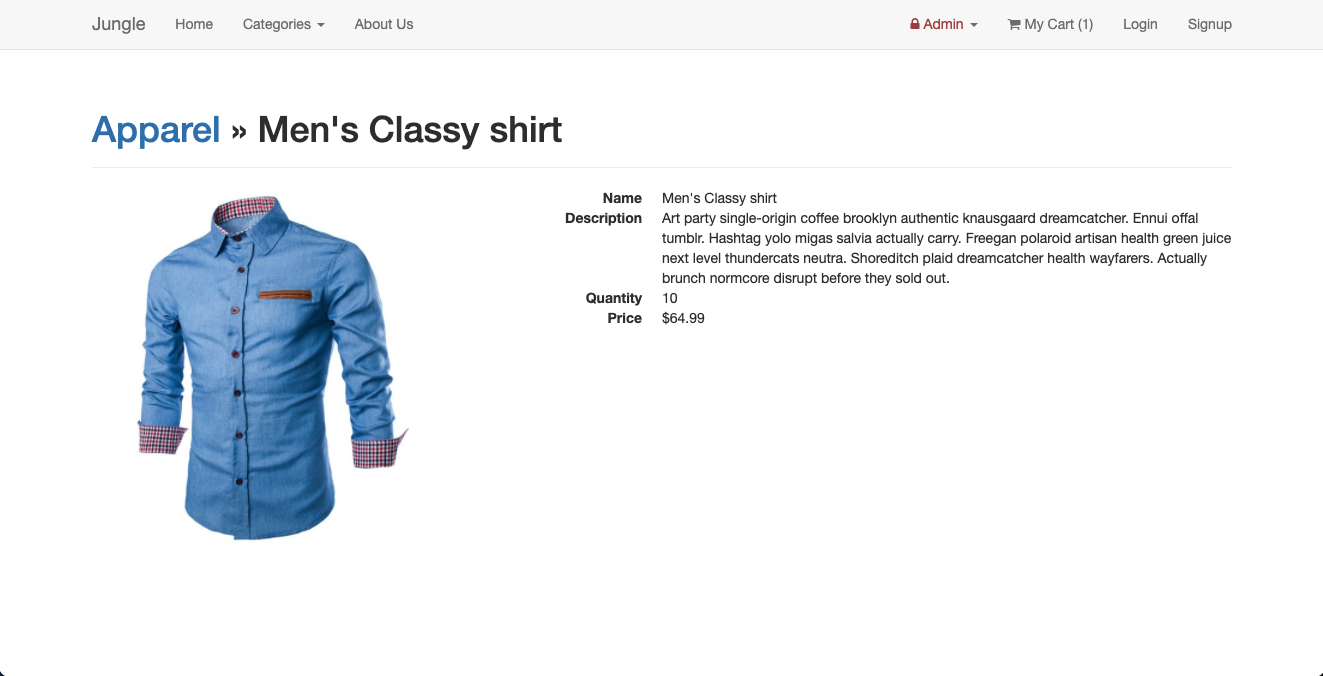 Jungle Home Categories About Us Admin My Cart (1) Login Signup
Apparel » Men's Classy shirt
Name Men's Classy shirt
Description Art party single-origin coffee brooklyn authentic knausgaard dreamcatcher. Ennui offal
tumblr. Hashtag yolo migas salvia actually carry. Freegan polaroid artisan health green juice
next level thundercats neutra. Shoreditch plaid dreamcatcher health wayfarers. Actually
brunch normcore disrupt before they sold out.
Quantity 10
Price $64.99